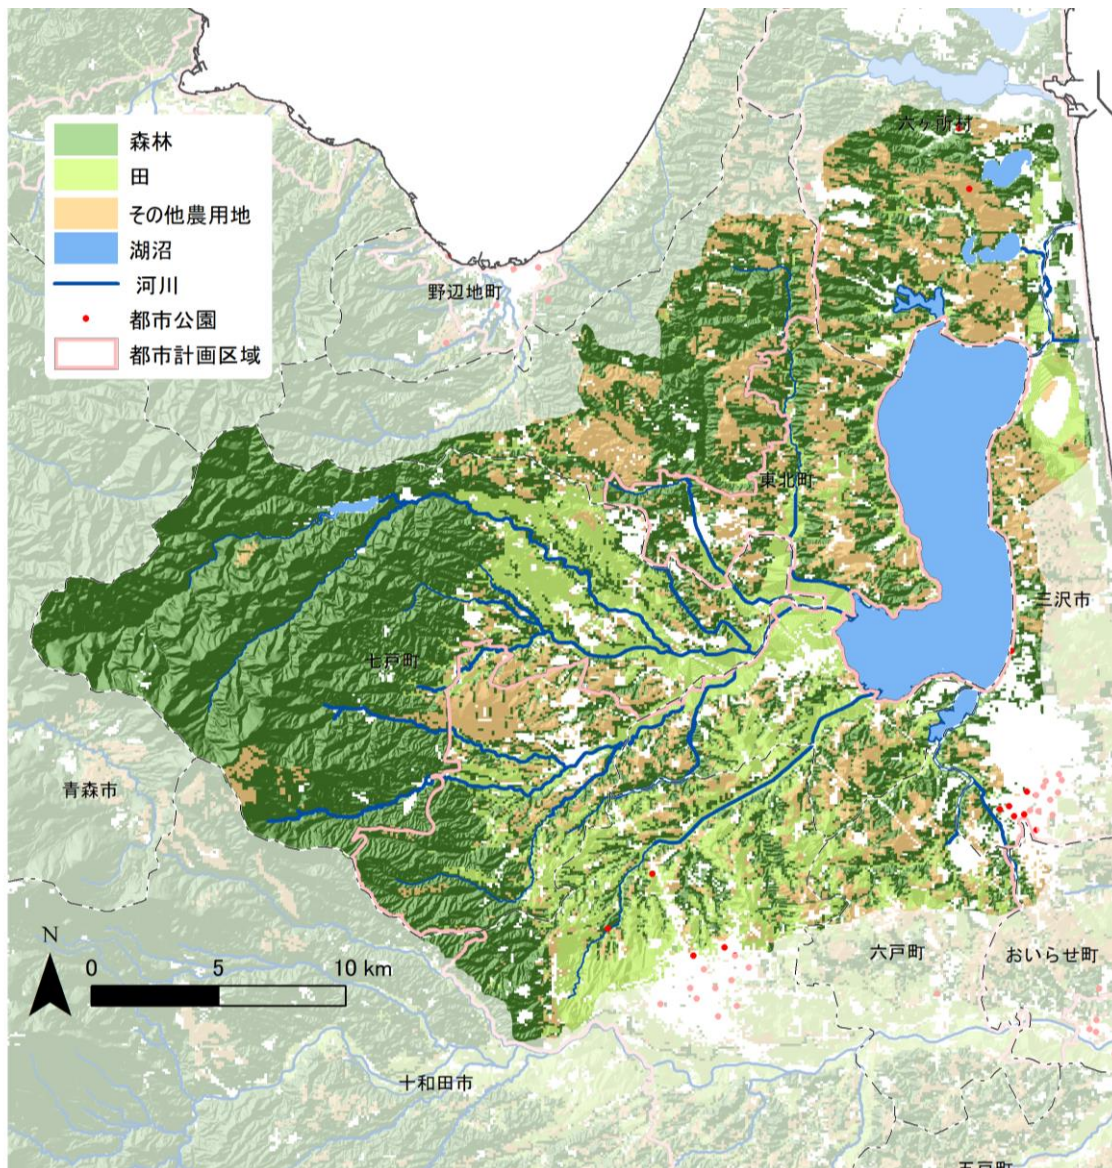 六ヶ所村
森林
田
その他農用地
湖沼
河川
都市公園
都市計画区域
野辺地町
東北町
三沢市
七戸町
青森市
N
0 5 10 km
六戸町
おいらせ町
十和田市
五戸町